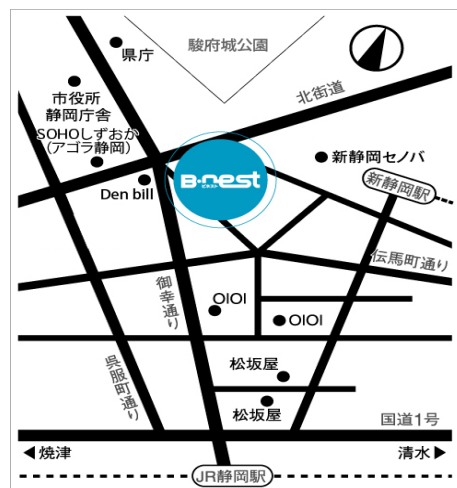 駿府城公園
県庁
北街道
市役所
静岡庁舎
SOHOしずおか
(アゴラ静岡)
B・nest
新静岡セノバ
Den bill
新静岡駅
伝馬町通り
御幸通り
OIOI
OIOI
呉服町通り
松坂屋
松坂屋
国道1号
◀焼津
清水▶
JR静岡駅